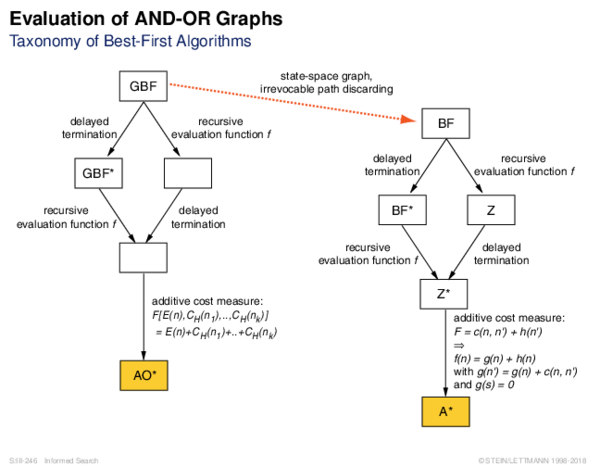 Evaluation of AND-OR Graphs
Taxonomy of Best-First Algorithms
GBF
state-space graph,
irrevocable path discarding
BF
delayed
termination
recursive
evaluation function f
GBF*
delayed
termination
recursive
evaluation function f
BF*
Z
recursive
evaluation function f
delayed
termination
recursive
evaluation function f
delayed
termination
Z*
additive cost measure:
F[E(n),C_H(n_1),..,C_H(n_k)]
= E(n)+C_H(n_1)+..+C_H(n_k)
AO*
additive cost measure:
F = c(n, n') + h(n')
⇒
f(n) = g(n) + h(n)
with g(n') = g(n) + c(n, n')
and g(s) = 0
A*
S:II-246 Informed Search
©STEIN/LETTMANN 1998-2018